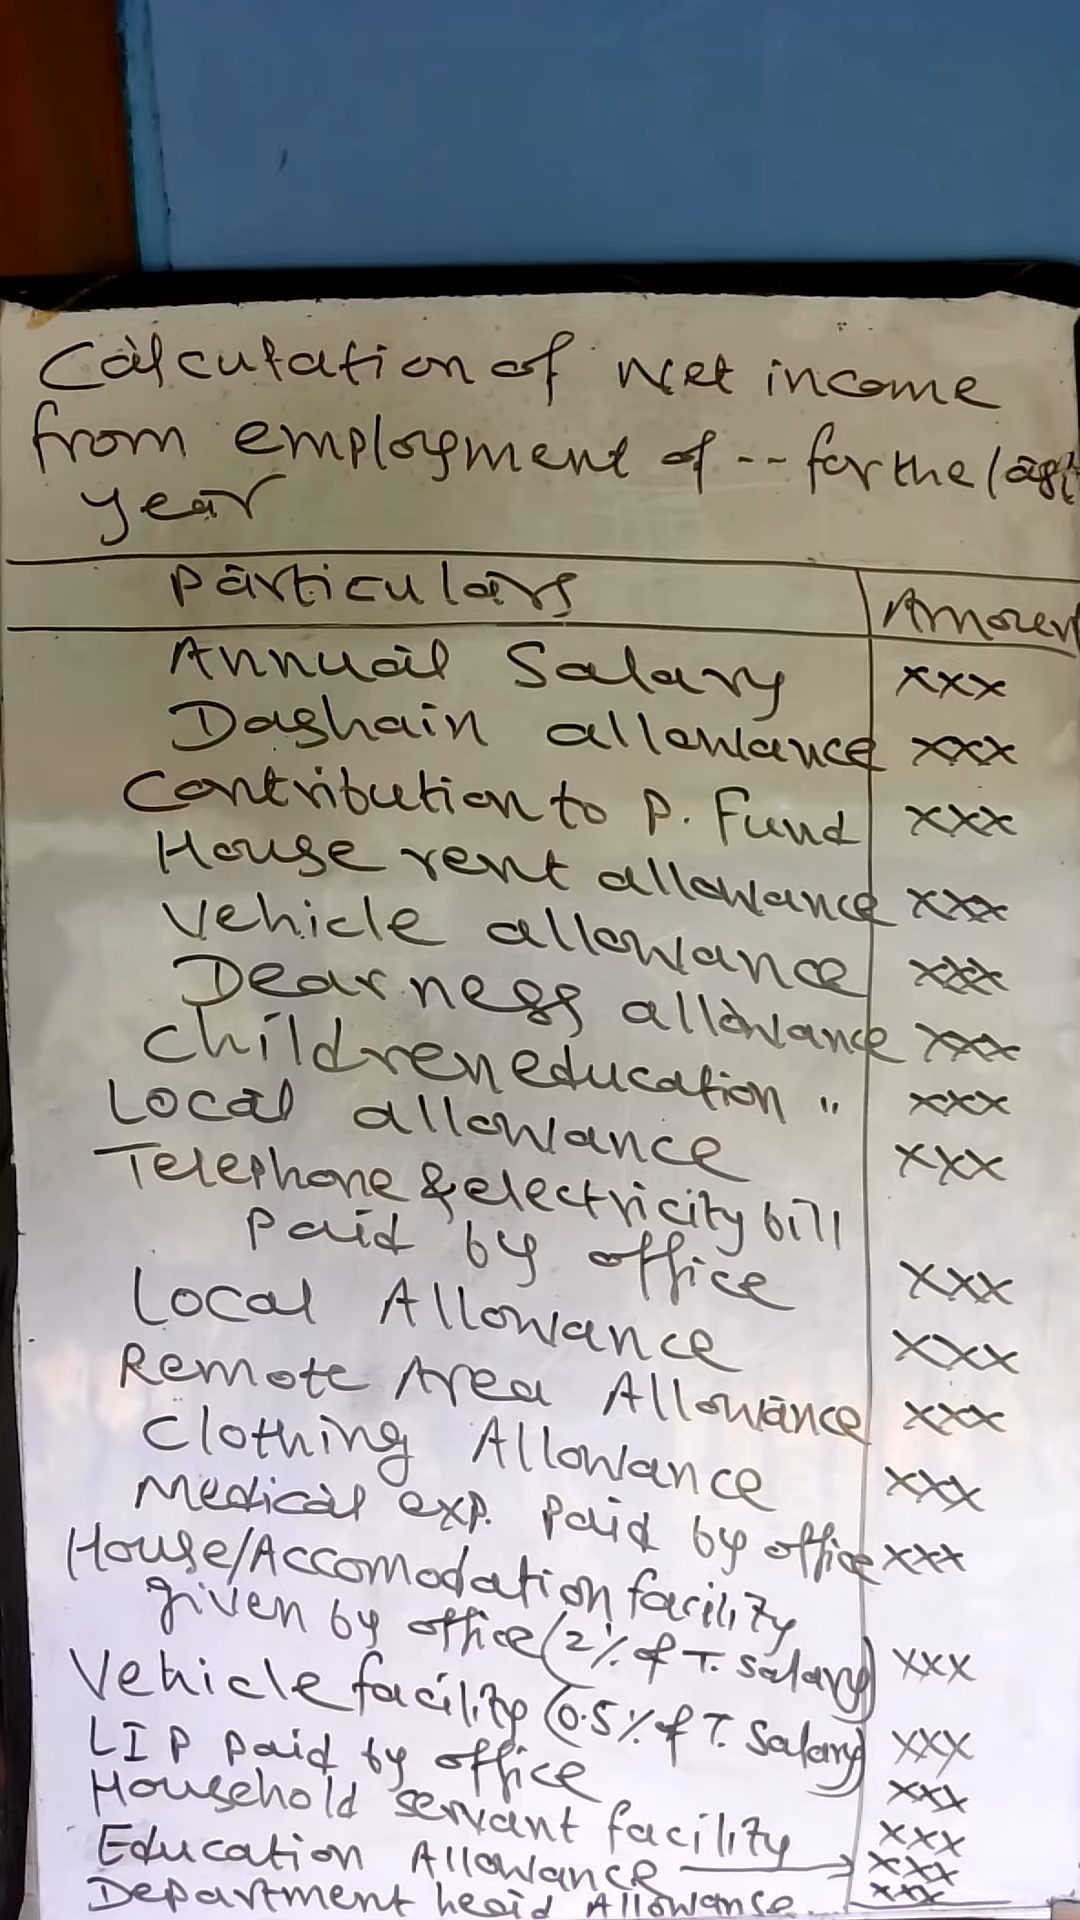 Calculation of Net income
from employment of -- for the last
year
Particulars Amount
Annual Salary xxx
Dashain allowance xxx
Contribution to P. Fund xxx
House rent allowance xxx
Vehicle allowance xxx
Dearness allowance xxx
Children education " xxx
Local allowance xxx
Telephone & electricity bill
paid by office xxx
Local Allowance xxx
Remote Area Allowance xxx
Clothing Allowance xxx
Medical exp. paid by office xxx
House/Accomodation facility
given by office (2% of T. Salary) xxx
Vehicle facility (0.5% of T. Salary) xxx
LIP paid by office xxx
Household servant facility xxx
Education Allowance xxx
Department head Allowanse xxx